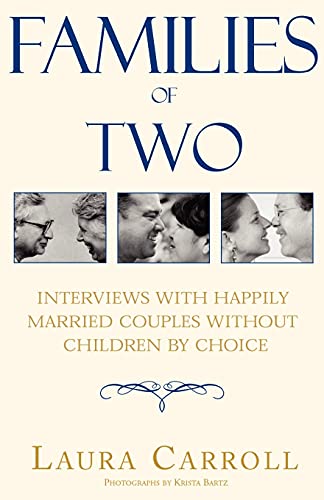 FAMILIES
OF
TWO
INTERVIEWS WITH HAPPILY
MARRIED COUPLES WITHOUT
CHILDREN BY CHOICE
LAURA CARROLL
PHOTOGRAPHS BY KRISTA BARTZ